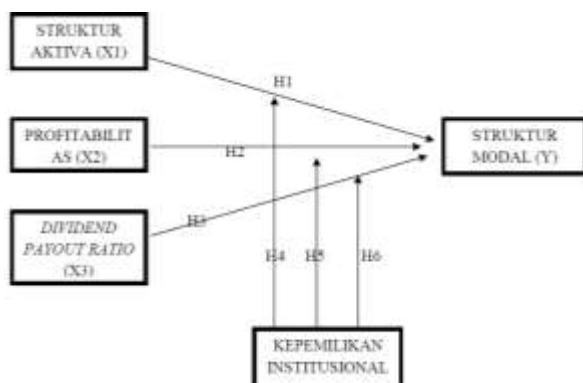 STRUKTUR
AKTIVA (X1)
H1
PROFITABILIT
AS (X2)
H2
STRUKTUR
MODAL (Y)
DIVIDEND
PAYOUT RATIO
(X3)
H3
H4
H5
H6
KEPEMILIKAN
INSTITUSIONAL